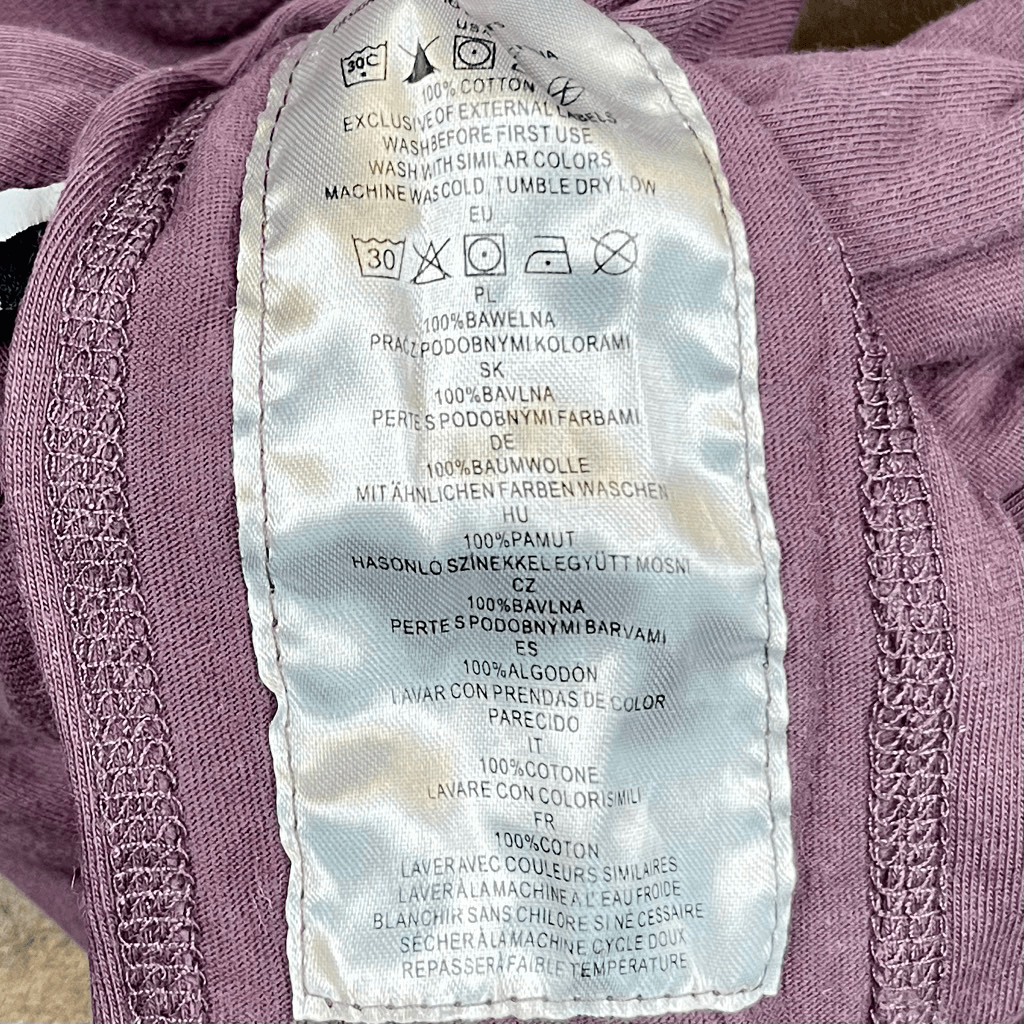 30C
100% COTTON
EXCLUSIVE OF EXTERNAL LABELS
WASH BEFORE FIRST USE
WASH WITH SIMILAR COLORS
MACHINE WAS COLD, TUMBLE DRY LOW
EU
30
PL
100%BAWELNA
PRAC Z PODOBNYMI KOLORAMI
SK
100%BAVLNA
PERTE S PODOBNYMI FARBAMI
DE
100%BAUMWOLLE
MIT ÄHNLICHEN FARBEN WASCHEN
HU
100%PAMUT
HASONLÓ SZÍNEKKEL EGYÜTT MOSNI
CZ
100%BAVLNA
PERTE S PODOBNYMI BARVAMI
ES
100%ALGODÓN
LAVAR CON PRENDAS DE COLOR
PARECIDO
IT
100%COTONE
LAVARE CON COLORI SIMILI
FR
100%COTON
LAVER AVEC COULEURS SIMILAIRES
LAVER À LA MACHINE A L'EAU FROIDE
BLANCHIR SANS CHILORE SI NÉCESSAIRE
SÉCHER À LA MACHINE CYCLE DOUX
REPASSER À FAIBLE TEMPÉRATURE